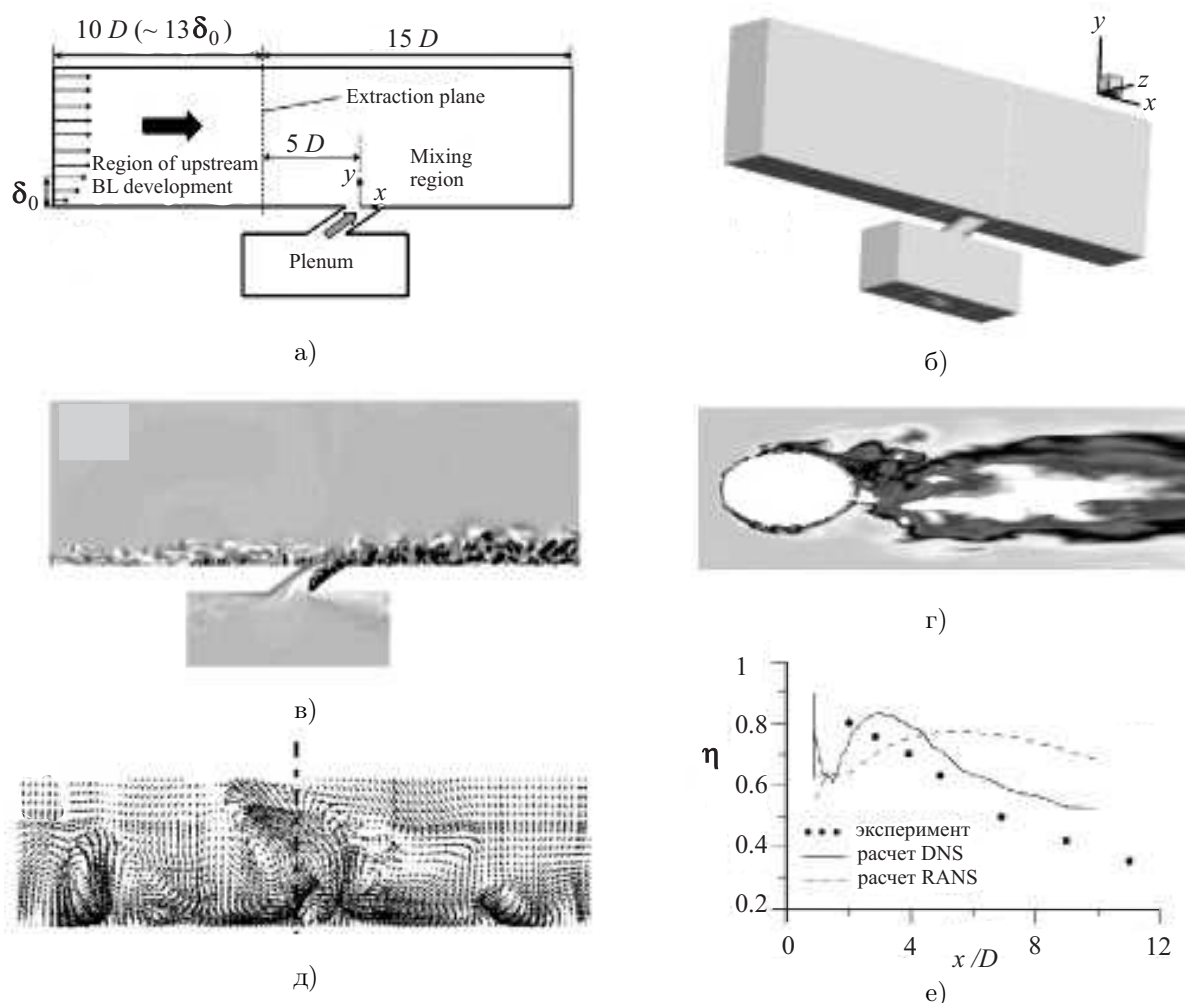 10 D (~ 13δ₀)
15 D
Extraction plane
5 D
Region of upstream
BL development
Mixing
region
y
x
δ₀
Plenum
а)
y
z
x
б)
в)
г)
д)
1
0.8
η
0.6
0.4
0.2
эксперимент
расчет DNS
расчет RANS
0
4
8
12
x /D
е)